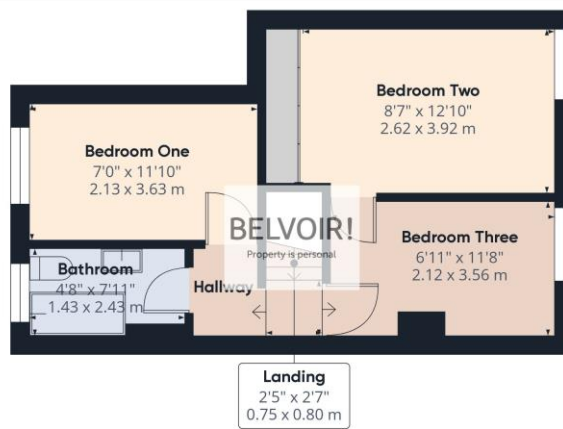 Bedroom Two
8'7" x 12'10"
2.62 x 3.92 m
Bedroom One
7'0" x 11'10"
2.13 x 3.63 m
BELVOIR!
Property is personal
Bedroom Three
6'11" x 11'8"
2.12 x 3.56 m
Bathroom
4'8" x 7'11"
1.43 x 2.43 m
Hallway
Landing
2'5" x 2'7"
0.75 x 0.80 m